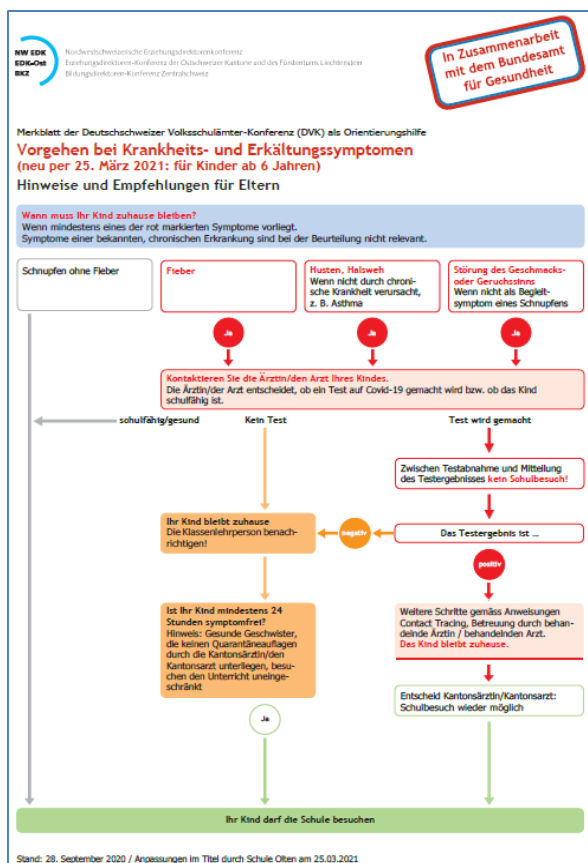 NW EDK
EDK-Ost
BKZ
Nordwestschweizerische Erziehungsdirektorenkonferenz
Erziehungsdirektoren-Konferenz der Ostschweizer Kantone und des Fürstentums Liechtenstein
Bildungsdirektoren-Konferenz Zentralschweiz
In Zusammenarbeit
mit dem Bundesamt
für Gesundheit
Merkblatt der Deutschschweizer Volksschulämter-Konferenz (DVK) als Orientierungshilfe
Vorgehen bei Krankheits- und Erkältungssymptomen
(neu per 25. März 2021: für Kinder ab 6 Jahren)
Hinweise und Empfehlungen für Eltern
Wann muss Ihr Kind zuhause bleiben?
Wenn mindestens eines der rot markierten Symptome vorliegt.
Symptome einer bekannten, chronischen Erkrankung sind bei der Beurteilung nicht relevant.
Schnupfen ohne Fieber
Fieber
Husten, Halsweh
Wenn nicht durch chroni-
sche Krankheit verursacht,
z. B. Asthma
Störung des Geschmacks-
oder Geruchssinns
Wenn nicht als Begleit-
symptom eines Schnupfens
Ja
Ja
Ja
Kontaktieren Sie die Ärztin/den Arzt Ihres Kindes.
Die Ärztin/der Arzt entscheidet, ob ein Test auf Covid-19 gemacht wird bzw. ob das Kind
schulfähig ist.
schulfähig/gesund
Kein Test
Test wird gemacht
Zwischen Testabnahme und Mitteilung
des Testergebnisses kein Schulbesuch!
Ihr Kind bleibt zuhause
Die Klassenlehrperson benach-
richtigen!
negativ
Das Testergebnis ist ...
positiv
Ist Ihr Kind mindestens 24
Stunden symptomfrei?
Hinweis: Gesunde Geschwister,
die keinen Quarantäneauflagen
durch die Kantonsärztin/den
Kantonsarzt unterliegen, besu-
chen den Unterricht uneinge-
schränkt
Weitere Schritte gemäss Anweisungen
Contact Tracing, Betreuung durch behan-
delnde Ärztin / behandelnden Arzt.
Das Kind bleibt zuhause.
Entscheid Kantonsärztin/Kantonsarzt:
Schulbesuch wieder möglich
Ja
Ihr Kind darf die Schule besuchen
Stand: 28. September 2020 / Anpassungen im Titel durch Schule Olten am 25.03.2021